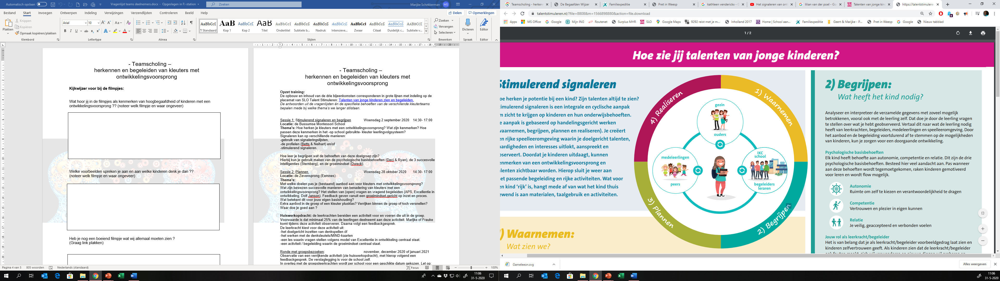 Automatisch opslaan
Vragenlijst teams deelnemers.docx - Opgeslagen in F:-station
Zoeken
Marijke Schekkerman
MS
Bestand Start Invoegen Ontwerpen Indeling Verwijzingen Verzendlijsten Controleren Beeld Help
Delen Opmerkingen
Plakken
Knippen
Kopiëren
Opmaak kopiëren/plakken
Klembord
Arial
10
Lettertype
Alinea
¶ Standaard Kop 1 Kop 2 Titel Ondertitel Subtiele b... Nadruk Intensieve... Zwaar Citaat Duidelijk c... Subtiele v...
Stijlen
Zoeken
Vervangen
Selecteren
Bewerken
Dicteren
Spraak
Editor
Editor
- Teamscholing –
herkennen en begeleiden van kleuters met
ontwikkelingsvoorsprong
Kijkwijzer voor bij de filmpjes:
Wat hoor jij in de filmpjes als kenmerken van hoogbegaafdheid of kinderen met een
ontwikkelingsvoorsprong ?? (noteer welk filmpje en waar ongeveer)
Welke voorbeelden spreken je aan en aan welke kinderen denk je dan ??
(noteer welk filmpje en waar ongeveer)
Heb je nog een boeiend filmpje wat wij allemaal moeten zien ?
(Graag link plakken)
- Teamscholing –
herkennen en begeleiden van kleuters met
ontwikkelingsvoorsprong
Opzet training:
De opbouw en inhoud van de drie bijeenkomsten corresponderen in grote lijnen met indeling op de
placemat van SLO Talent Stimuleren: Talenten van jonge kinderen zien en begeleiden.
De antwoorden uit de vragenlijsten én de specifieke behoeften van de verschillende kleuterteams
bepalen mede bij welke thema's we langer stilstaan.
Sessie 1: Stimulerend signaleren en begrijpen Woensdag 2 september 2020 14:30- 17:00
Locatie: de Bussumse Montessori School
Thema's: Hoe herken je kleuters met een ontwikkelingsvoorsprong? Wat zijn kenmerken? Hoe
passen deze kenmerken in het -op school gebruikte- kleuter leerlingvolgsysteem?
Signaleren kan op verschillende manieren:
-gebruik van signaleringslijsten,
-de profielen (Betts & Neihart) en/of
-stimulerend signaleren.
Hoe leer je begrijpen wat de behoeften van deze doelgroep zijn?
Hierbij kun je gebruik maken van de psychologische basisbehoeften (Deci & Ryan), de 3 succesvolle
intelligenties (Sternberg), en de groeimindset (Dweck).
Sessie 2: Plannen Woensdag 28 oktober 2020 14:30- 17:00
Locatie: de Zevensprong (Eemnes)
Thema's:
Met welke doelen pas je (bestaand) aanbod aan voor kleuters met ontwikkelingsvoorsprong?
Wat zijn bewezen succesvolle manieren van benadering van kleuters met een
ontwikkelingsvoorsprong? Het stellen van (open) vragen en vragend begeleiden (APS, Excellentie in
ontwikkeling, Dolf Janson). Feedback geven vanuit een groeimindset,gericht op inzet en proces.
Wat betekent dit voor jouw eigen basishouding?
Extra aanbod in de groep of een kleuter plusklas? Verrijken binnen de groep of toch versnellen?
Waar doe je goed aan ?
Huiswerkopdracht: de leerkrachten bereiden een activiteit voor en voeren die uit in de groep.
Voorwaarde is dat minimaal 25% van de leerlingen deelneemt aan deze activiteit. Marijke of Frauke
komt tijdens deze activiteit observeren. Daarna volgt een feedbackgesprek.
De leerkracht kiest voor deze activiteit uit:
-het doelgericht inzetten van denkspellen óf
-het werken met de denksleutels/MIND-kaarten
-een les waarin vragen stellen volgens model van Excellentie in ontwikkeling centraal staat.
-een activiteit / begeleiding waarin de groeimindset centraal staat.
Ronde met groepsbezoeken: november, december 2020 of januari 2021
Observatie van een verrijkende activiteit (zie huiswerkopdracht), met hierop volgend een
feedbackgesprek. De verslaglegging is voor de school zelf.
In overleg met de groepsleerkrachten wordt per school voor een geschikte datum gekozen. Let op:
Pagina 4 van 5 805 woorden Nederlands (standaard)
Focus
100%
11:06
31-5-2020
Teamscholing - herken
De Begaafden Wijzer
Familiexpeditie
Pret in Weesp
kathleen venderickx - G
Het signaleren van ont
lilian van der poel - Go
Talenten van jonge kin
https://talentstimulere
talentstimuleren.nl/?file=8808&m=1566898880&action=file.download
Apps MS Office Google Mijn ING Routenet Surplus MHR SLO Google Maps 9292 reist met je m... Inholland 2017 Home | School aan... Familiexpeditie Geert & Marijke - P... Pret in Weesp Google Nieuw tabblad
1 / 2
Hoe zie jij talenten van jonge kinderen?
Stimulerend signaleren
oe herken je potentie bij een kind? Zijn talenten altijd te zien?
timulerend signaleren is een integrale en cyclische aanpak
m zicht te krijgen op kinderen en hun onderwijsbehoeften.
e aanpak is gebaseerd op handelingsgericht werken
waarnemen, begrijpen, plannen en realiseren). Je creëert
en rijke speelleeromgeving waarin je doelgericht talenten,
aardigheden en interesses uitlokt, aanspreekt en
bserveert. Doordat je kinderen uitdaagt, kunnen
enmerken van een ontwikkelingsvoorsprong en
alenten zichtbaar worden. Hierop sluit je weer aan
et passende begeleiding en rijke activiteiten. Wat voor
en kind 'rijk' is, hangt mede af van wat het kind thuis
ewend is aan materialen, taalgebruik en activiteiten.
) Waarnemen:
Wat zien we?
4) Realiseren
1) Waarnemen
3) Plannen
2) Begrijpen
gezin
ouders
medeleerlingen
peers
IKC
school
begeleiders
leraren
2) Begrijpen:
Wat heeft het kind nodig?
Analyseer en interpreteer de verzamelde gegevens met zoveel mogelijk
betrokkenen, vooral ook met de leerling zelf. Dat doe je door de leerling vragen
te stellen over wat je hebt geobserveerd. Vertaal dit naar wat de leerling nodig
heeft van leerkrachten, begeleiders, medeleerlingen en speelleeromgeving. Door
het aanbod en de begeleiding voortdurend af te stemmen op de mogelijkheden
van kinderen, kun je zorgen voor een doorgaande ontwikkeling.
Psychologische basisbehoeften
Elk kind heeft behoefte aan autonomie, competentie en relatie. Dit zijn de drie
psychologische basisbehoeften. Besteed hier veel aandacht aan. Pas wanneer
aan deze behoeften wordt tegemoetgekomen, raken kinderen gemotiveerd
voor leren en wordt flow mogelijk.
Autonomie
Ruimte om zelf te kiezen en verantwoordelijkheid te dragen
Competentie
Vertrouwen en plezier in eigen kunnen
Relatie
Je veilig, geaccepteerd en verbonden voelen
Jouw rol als leerkracht/begeleider
Het is van belang dat je als leerkracht/begeleider voorbeeldgedrag laat zien en
kinderen zelfvertrouwen geeft. Als kinderen zien dat de leerkracht/begeleider
Gameleeon.svg
Alles weergeven
11:06
31-5-2020